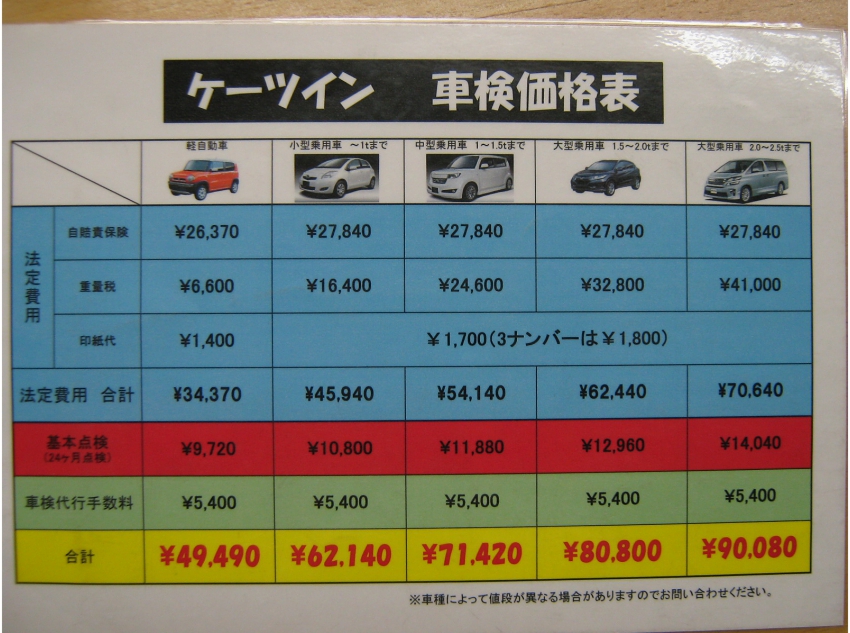 ケーツイン 車検価格表
軽自動車 小型乗用車 ～1tまで 中型乗用車 1～1.5tまで 大型乗用車 1.5～2.0tまで 大型乗用車 2.0～2.5tまで
法定費用
自賠責保険 ¥26,370 ¥27,840 ¥27,840 ¥27,840 ¥27,840
重量税 ¥6,600 ¥16,400 ¥24,600 ¥32,800 ¥41,000
印紙代 ¥1,400 ¥1,700（3ナンバーは¥1,800）
法定費用 合計 ¥34,370 ¥45,940 ¥54,140 ¥62,440 ¥70,640
基本点検 ¥9,720 ¥10,800 ¥11,880 ¥12,960 ¥14,040
（24ヶ月点検）
車検代行手数料 ¥5,400 ¥5,400 ¥5,400 ¥5,400 ¥5,400
合計 ¥49,490 ¥62,140 ¥71,420 ¥80,800 ¥90,080
※車種によって値段が異なる場合がありますのでお問い合わせください。